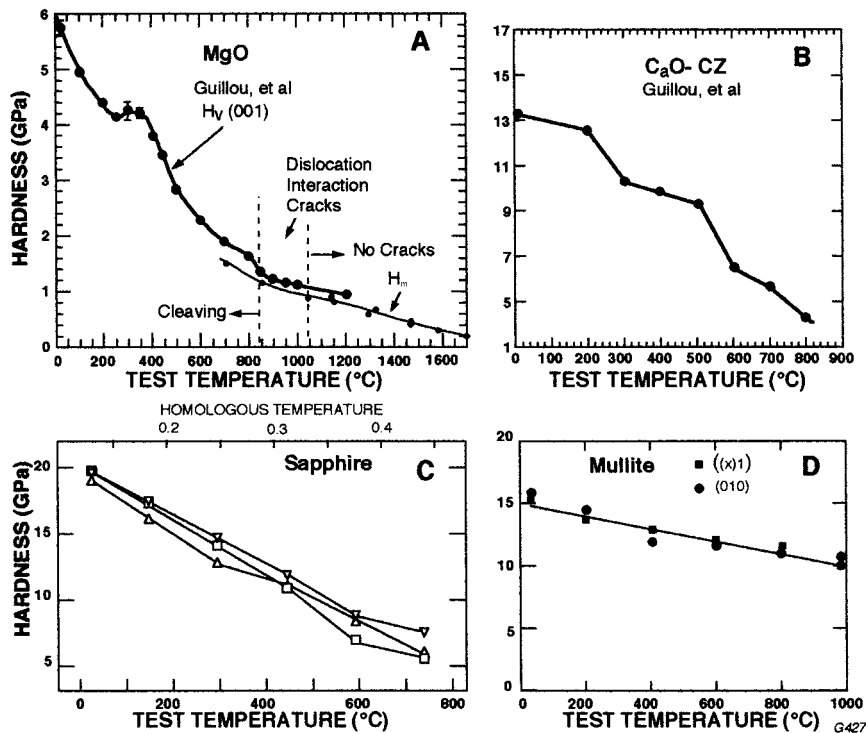 A
MgO
Guillou, et al
Hv (001)
Dislocation
Interaction
Cracks
No Cracks
Hm
Cleaving
HARDNESS (GPa)
6
5
4
3
2
1
0
0 200 400 600 800 1000 1200 1400 1600
TEST TEMPERATURE (°C)
B
CaO- CZ
Guillou, et al
17
15
13
11
9
7
5
3
1
0 100 200 300 400 500 600 700 800 900
TEST TEMPERATURE (°C)
HOMOLOGOUS TEMPERATURE
0.2 0.3 0.4
Sapphire
C
HARDNESS (GPa)
20
15
10
5
0 200 400 600 800
TEST TEMPERATURE (°C)
Mullite
((x)1)
(010)
D
20
15
10
5
0
0 200 400 600 800 1000
TEST TEMPERATURE (°C)
G427